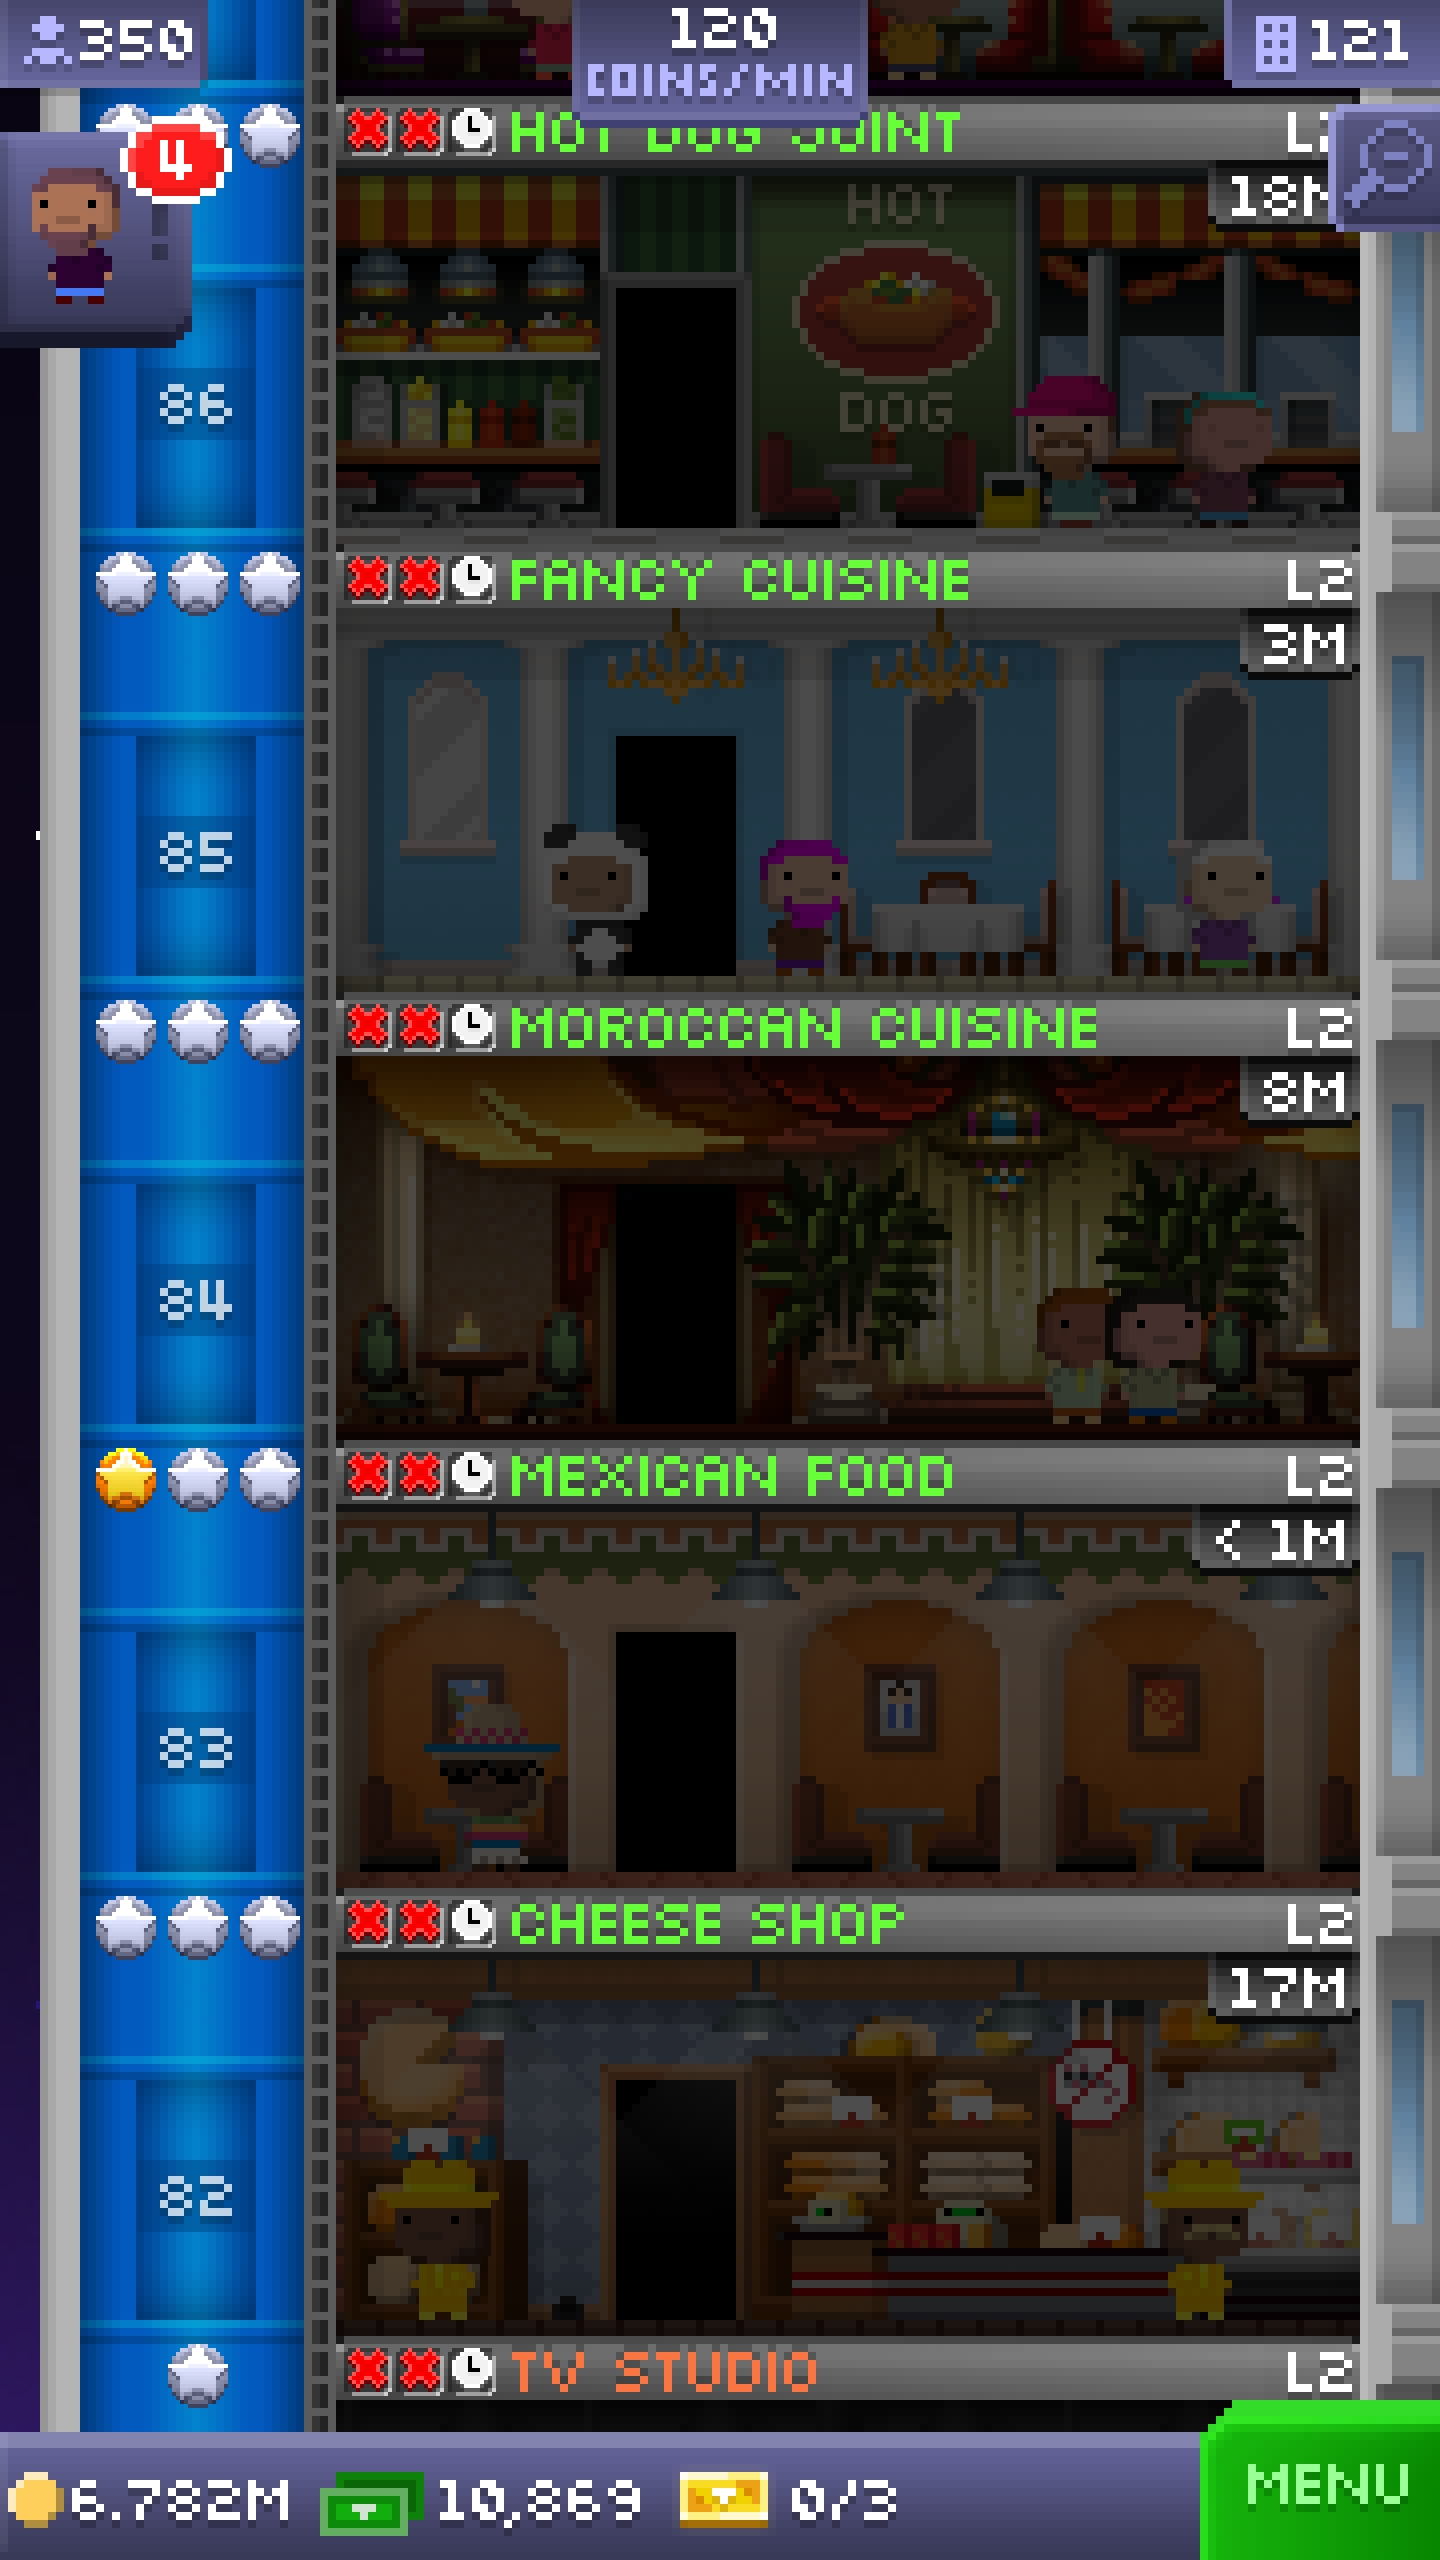 350
120
COINS/MIN
121
4
HOT DOG JOINT
18M
HOT
DOG
86
FANCY CUISINE L2
3M
85
MOROCCAN CUISINE L2
8M
84
MEXICAN FOOD L2
< 1M
83
CHEESE SHOP L2
17M
82
TV STUDIO L2
6.782M 10,869 0/3
MENU